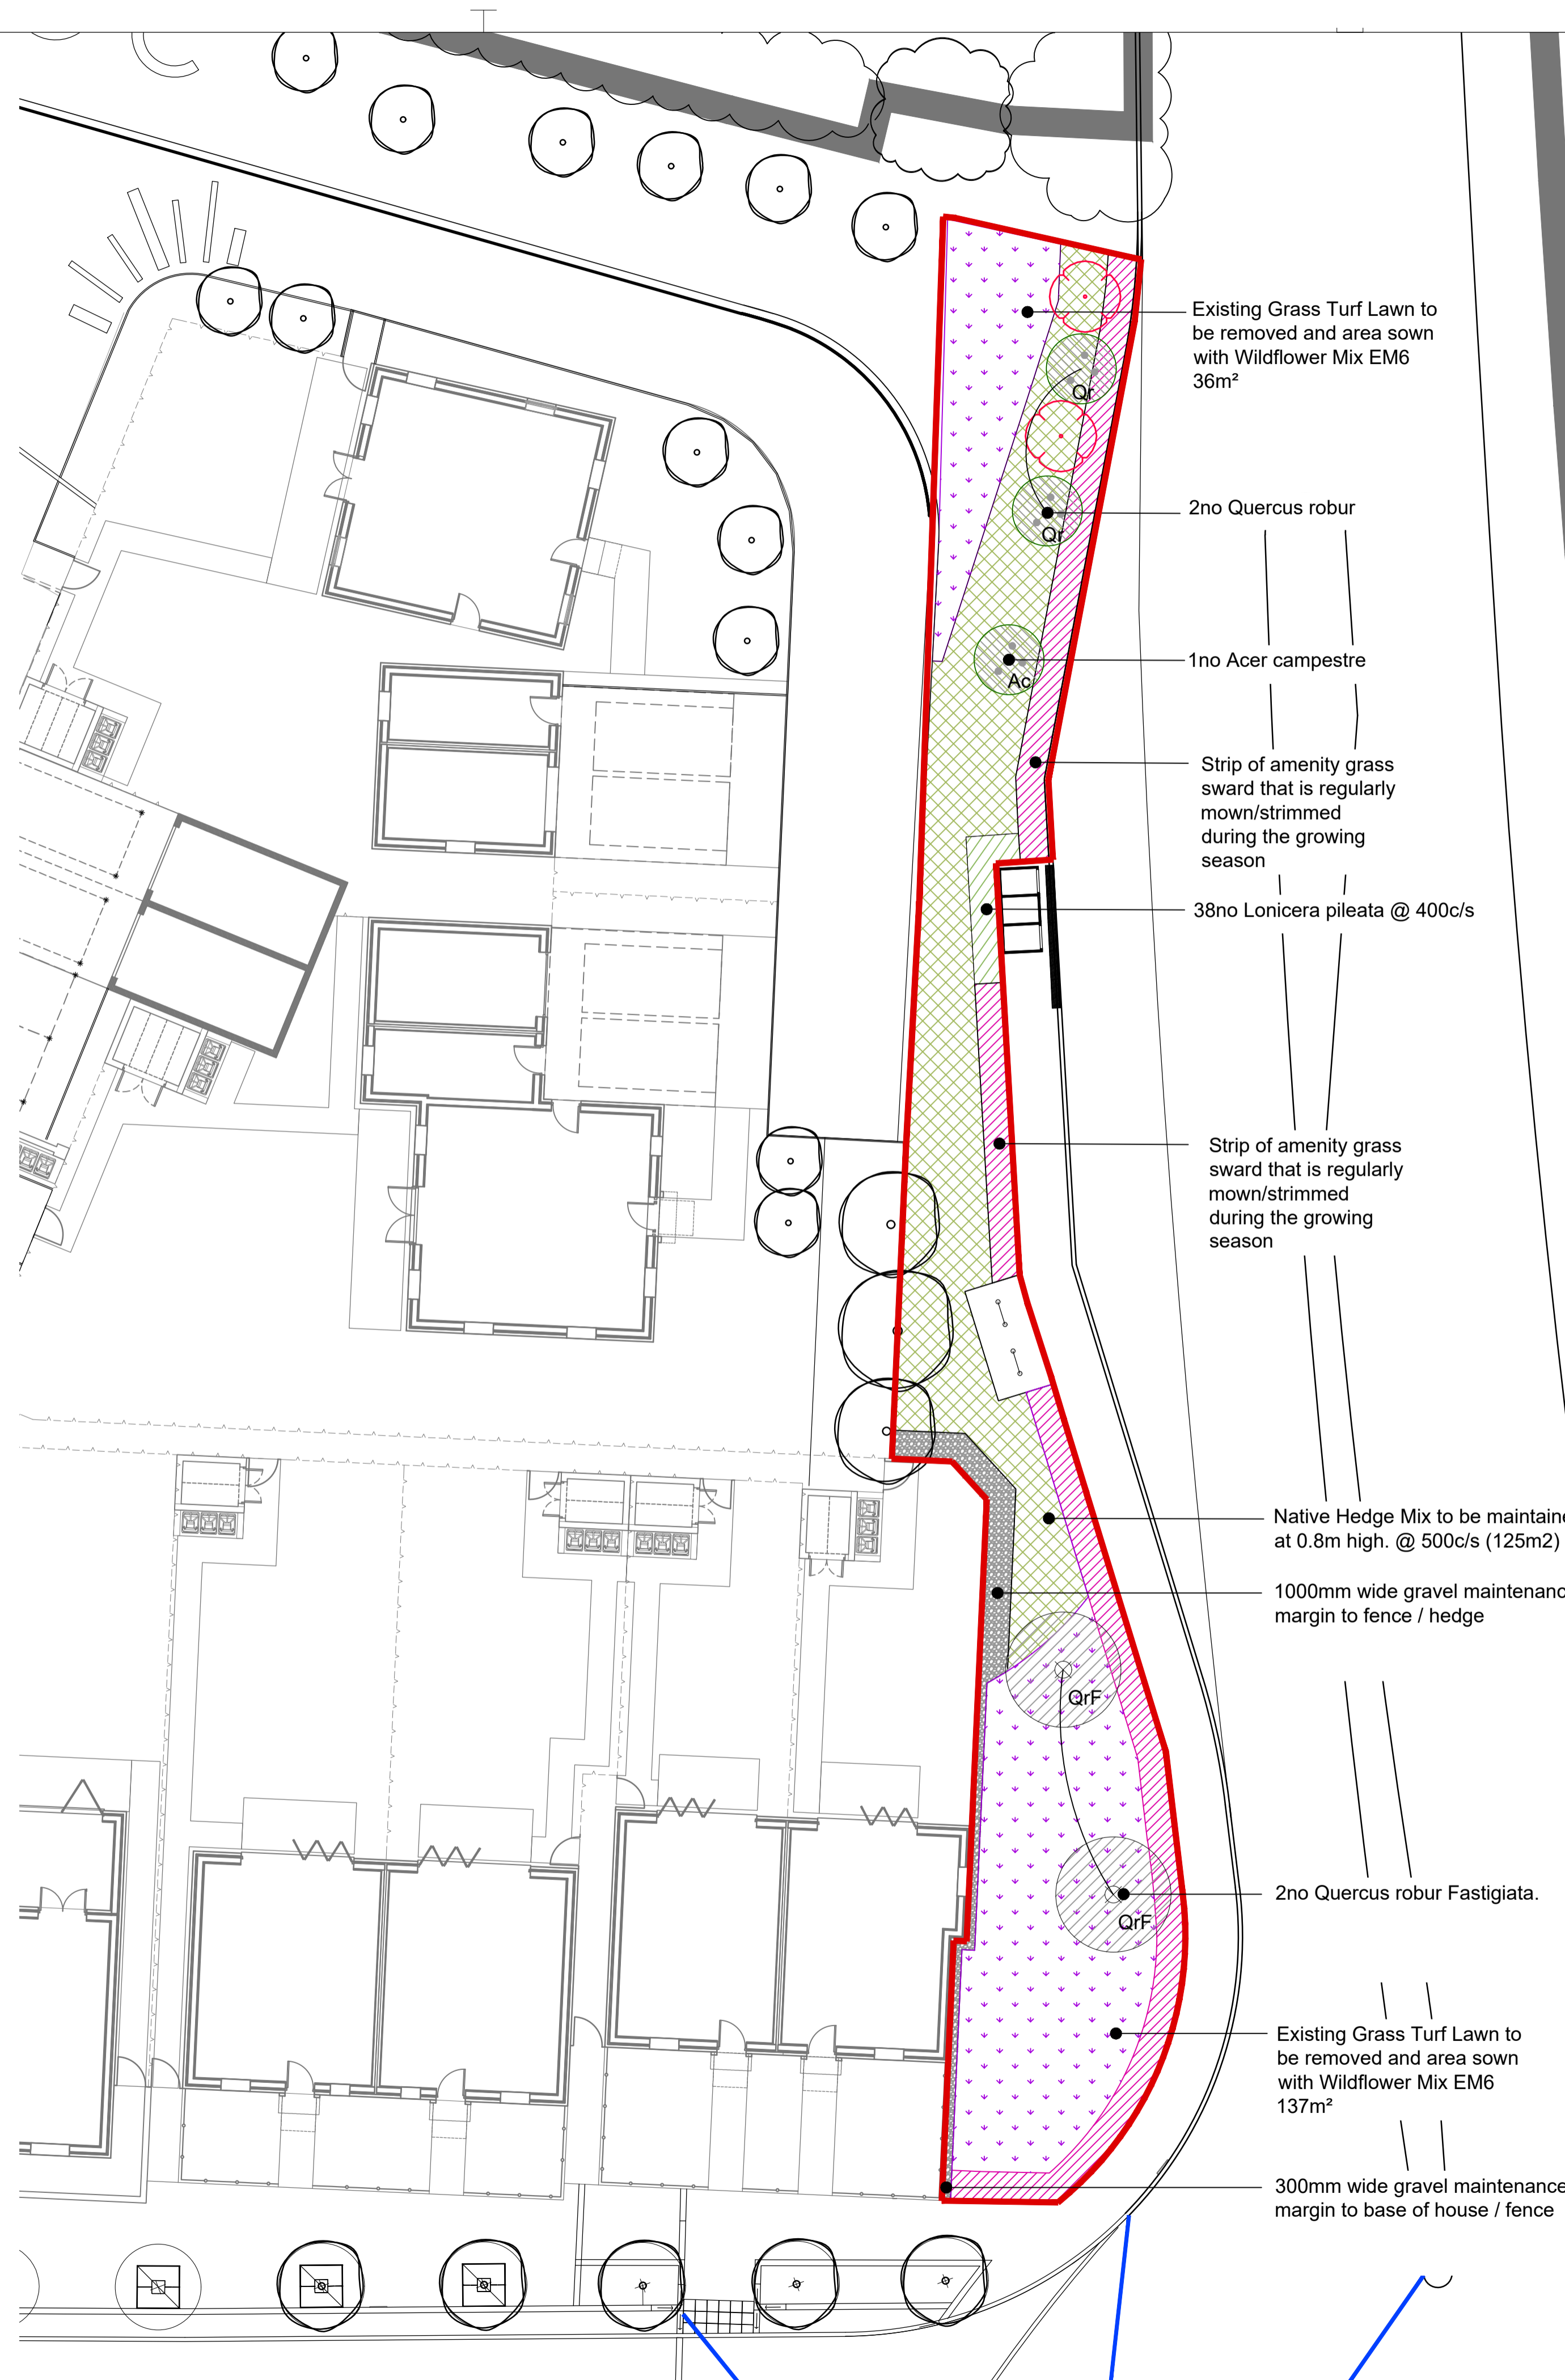 Existing Grass Turf Lawn to
be removed and area sown
with Wildflower Mix EM6
36m²
Qr
2no Quercus robur
Qr
1no Acer campestre
Ac
Strip of amenity grass
sward that is regularly
mown/strimmed
during the growing
season
38no Lonicera pileata @ 400c/s
Strip of amenity grass
sward that is regularly
mown/strimmed
during the growing
season
Native Hedge Mix to be maintaine
at 0.8m high. @ 500c/s (125m2)
1000mm wide gravel maintenanc
margin to fence / hedge
QrF
2no Quercus robur Fastigiata.
QrF
Existing Grass Turf Lawn to
be removed and area sown
with Wildflower Mix EM6
137m²
300mm wide gravel maintenance
margin to base of house / fence